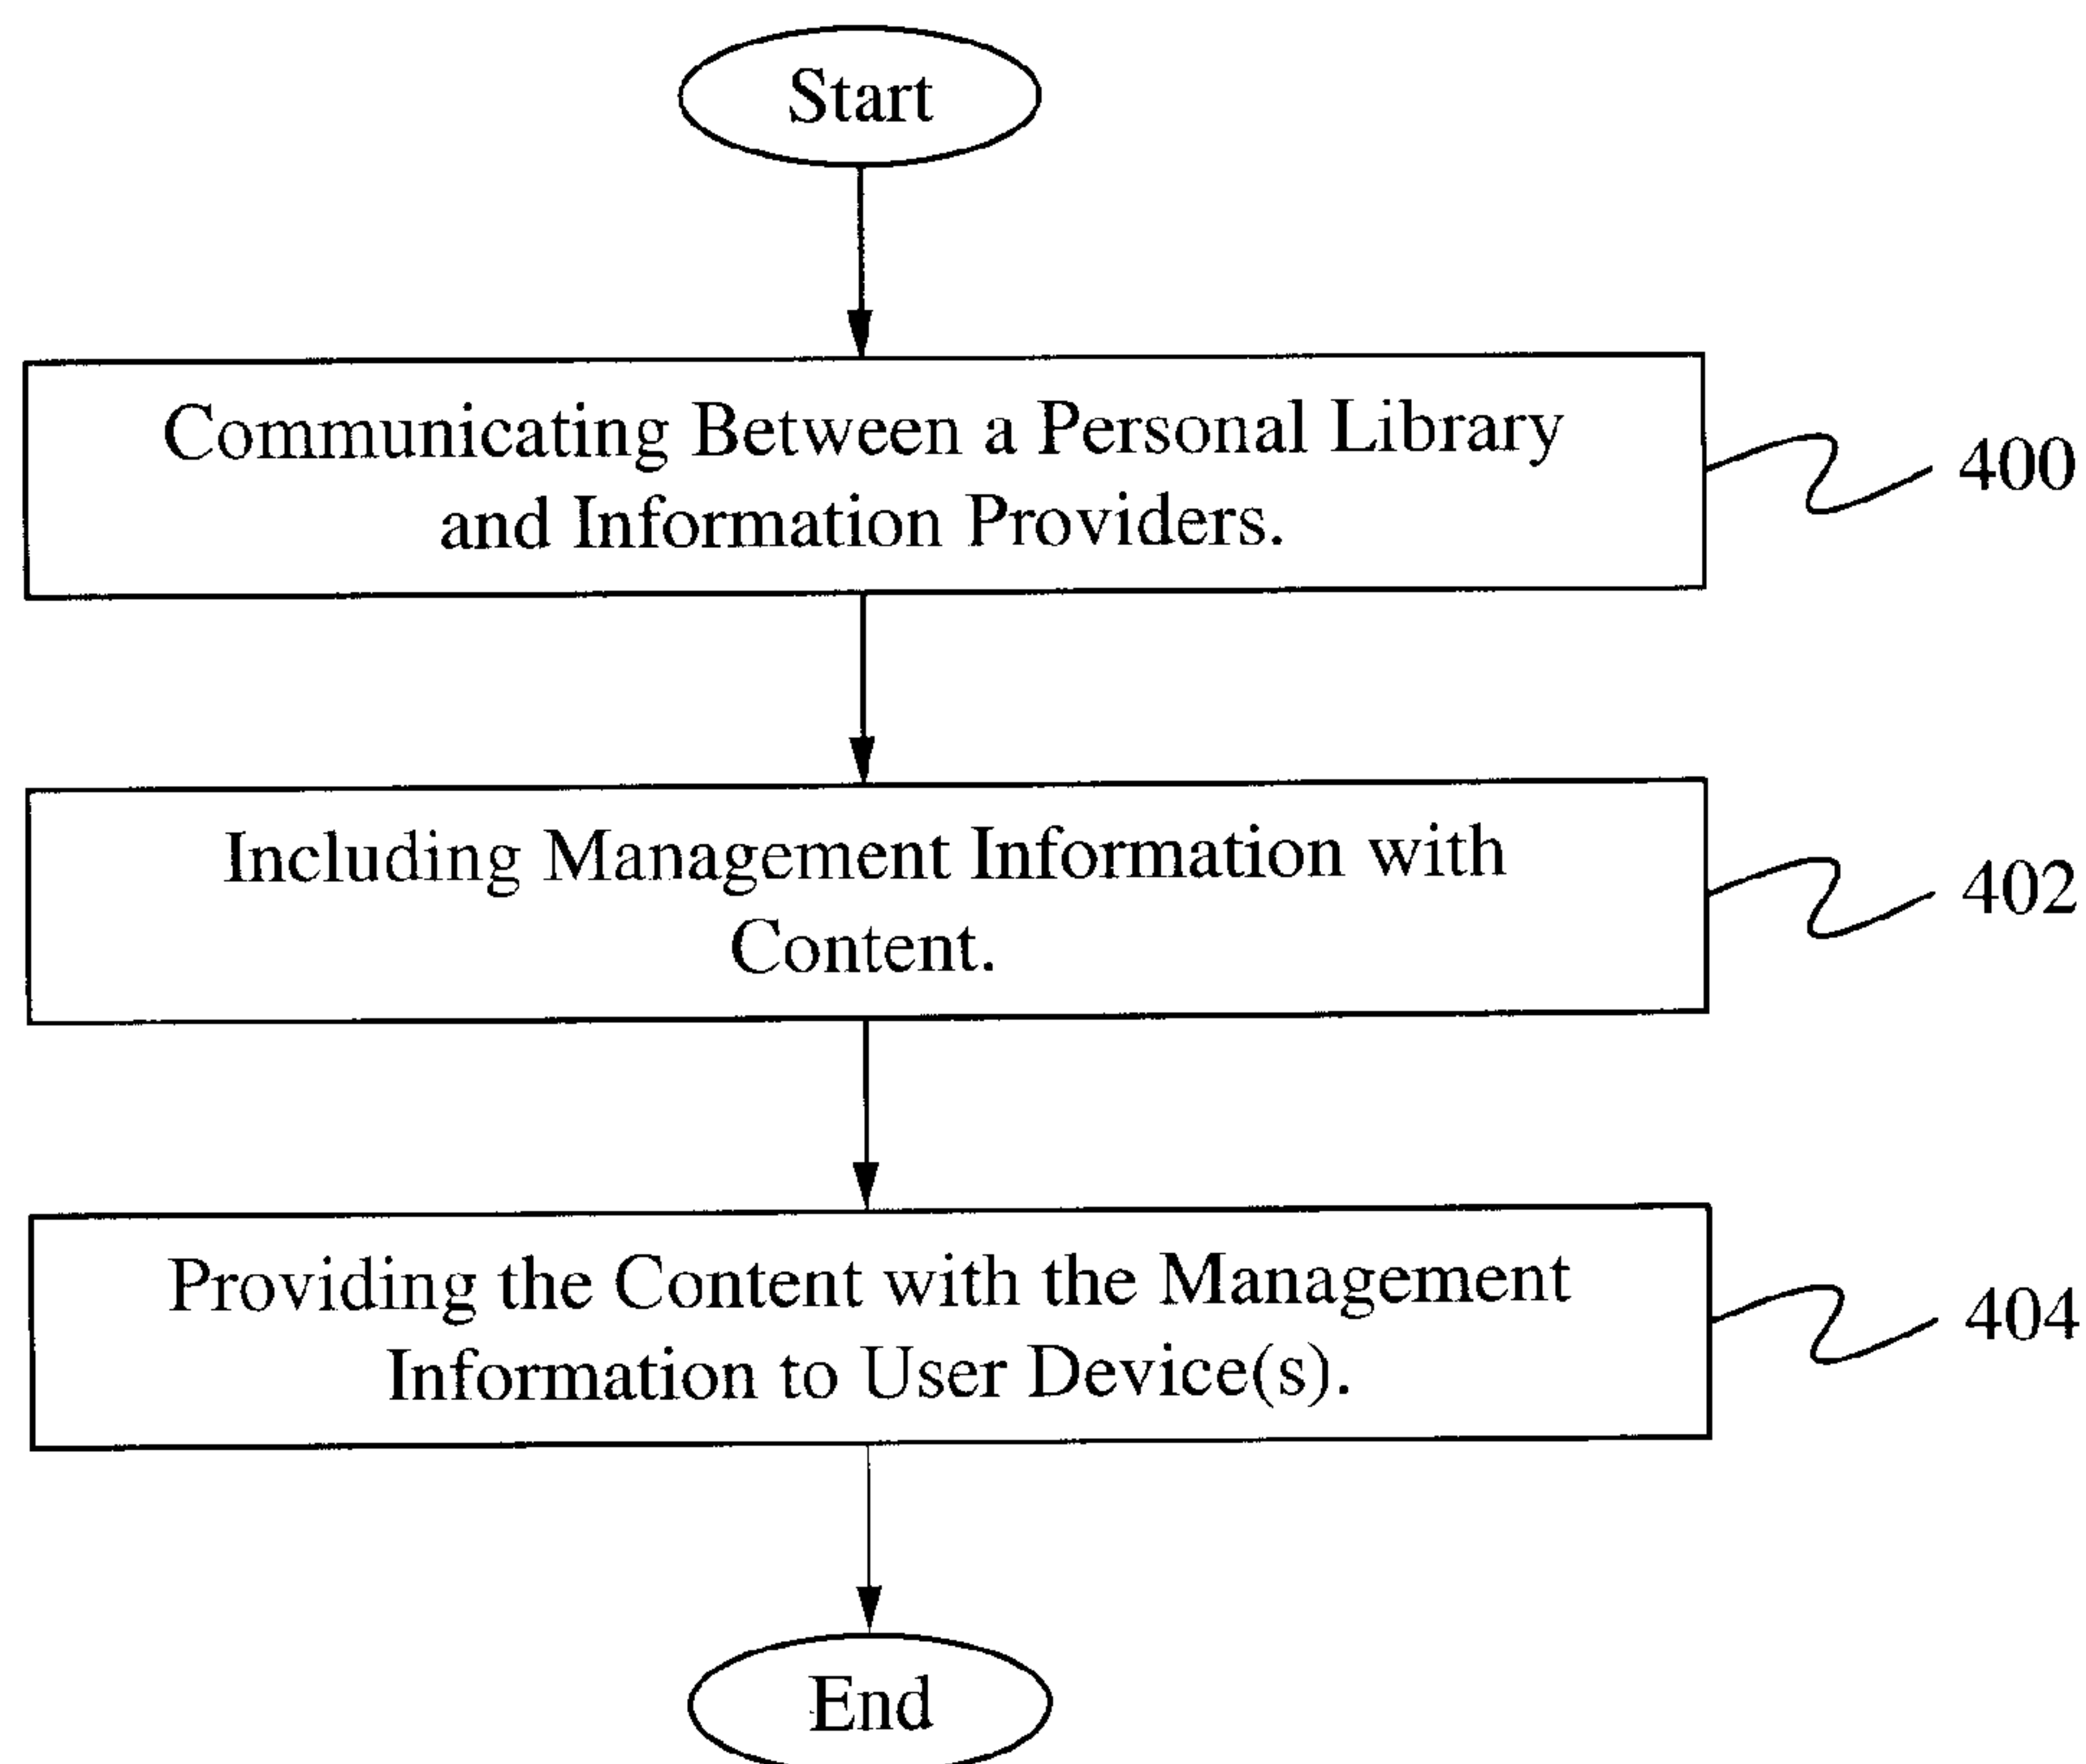 Start
Communicating Between a Personal Library
and Information Providers.
400
Including Management Information with
Content.
402
Providing the Content with the Management
Information to User Device(s).
404
End